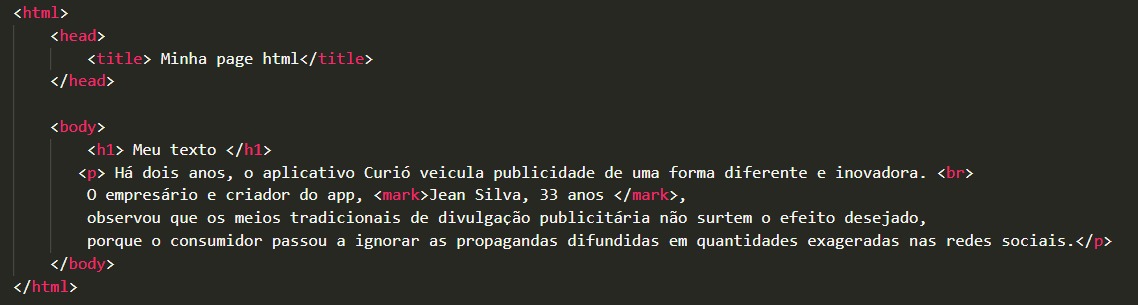 <html>
<head>
<title> Minha page html</title>
</head>
<body>
<h1> Meu texto </h1>
<p> Há dois anos, o aplicativo Curió veicula publicidade de uma forma diferente e inovadora. <br>
O empresário e criador do app, <mark>Jean Silva, 33 anos </mark>,
observou que os meios tradicionais de divulgação publicitária não surtem o efeito desejado,
porque o consumidor passou a ignorar as propagandas difundidas em quantidades exageradas nas redes sociais.</p>
</body>
</html>